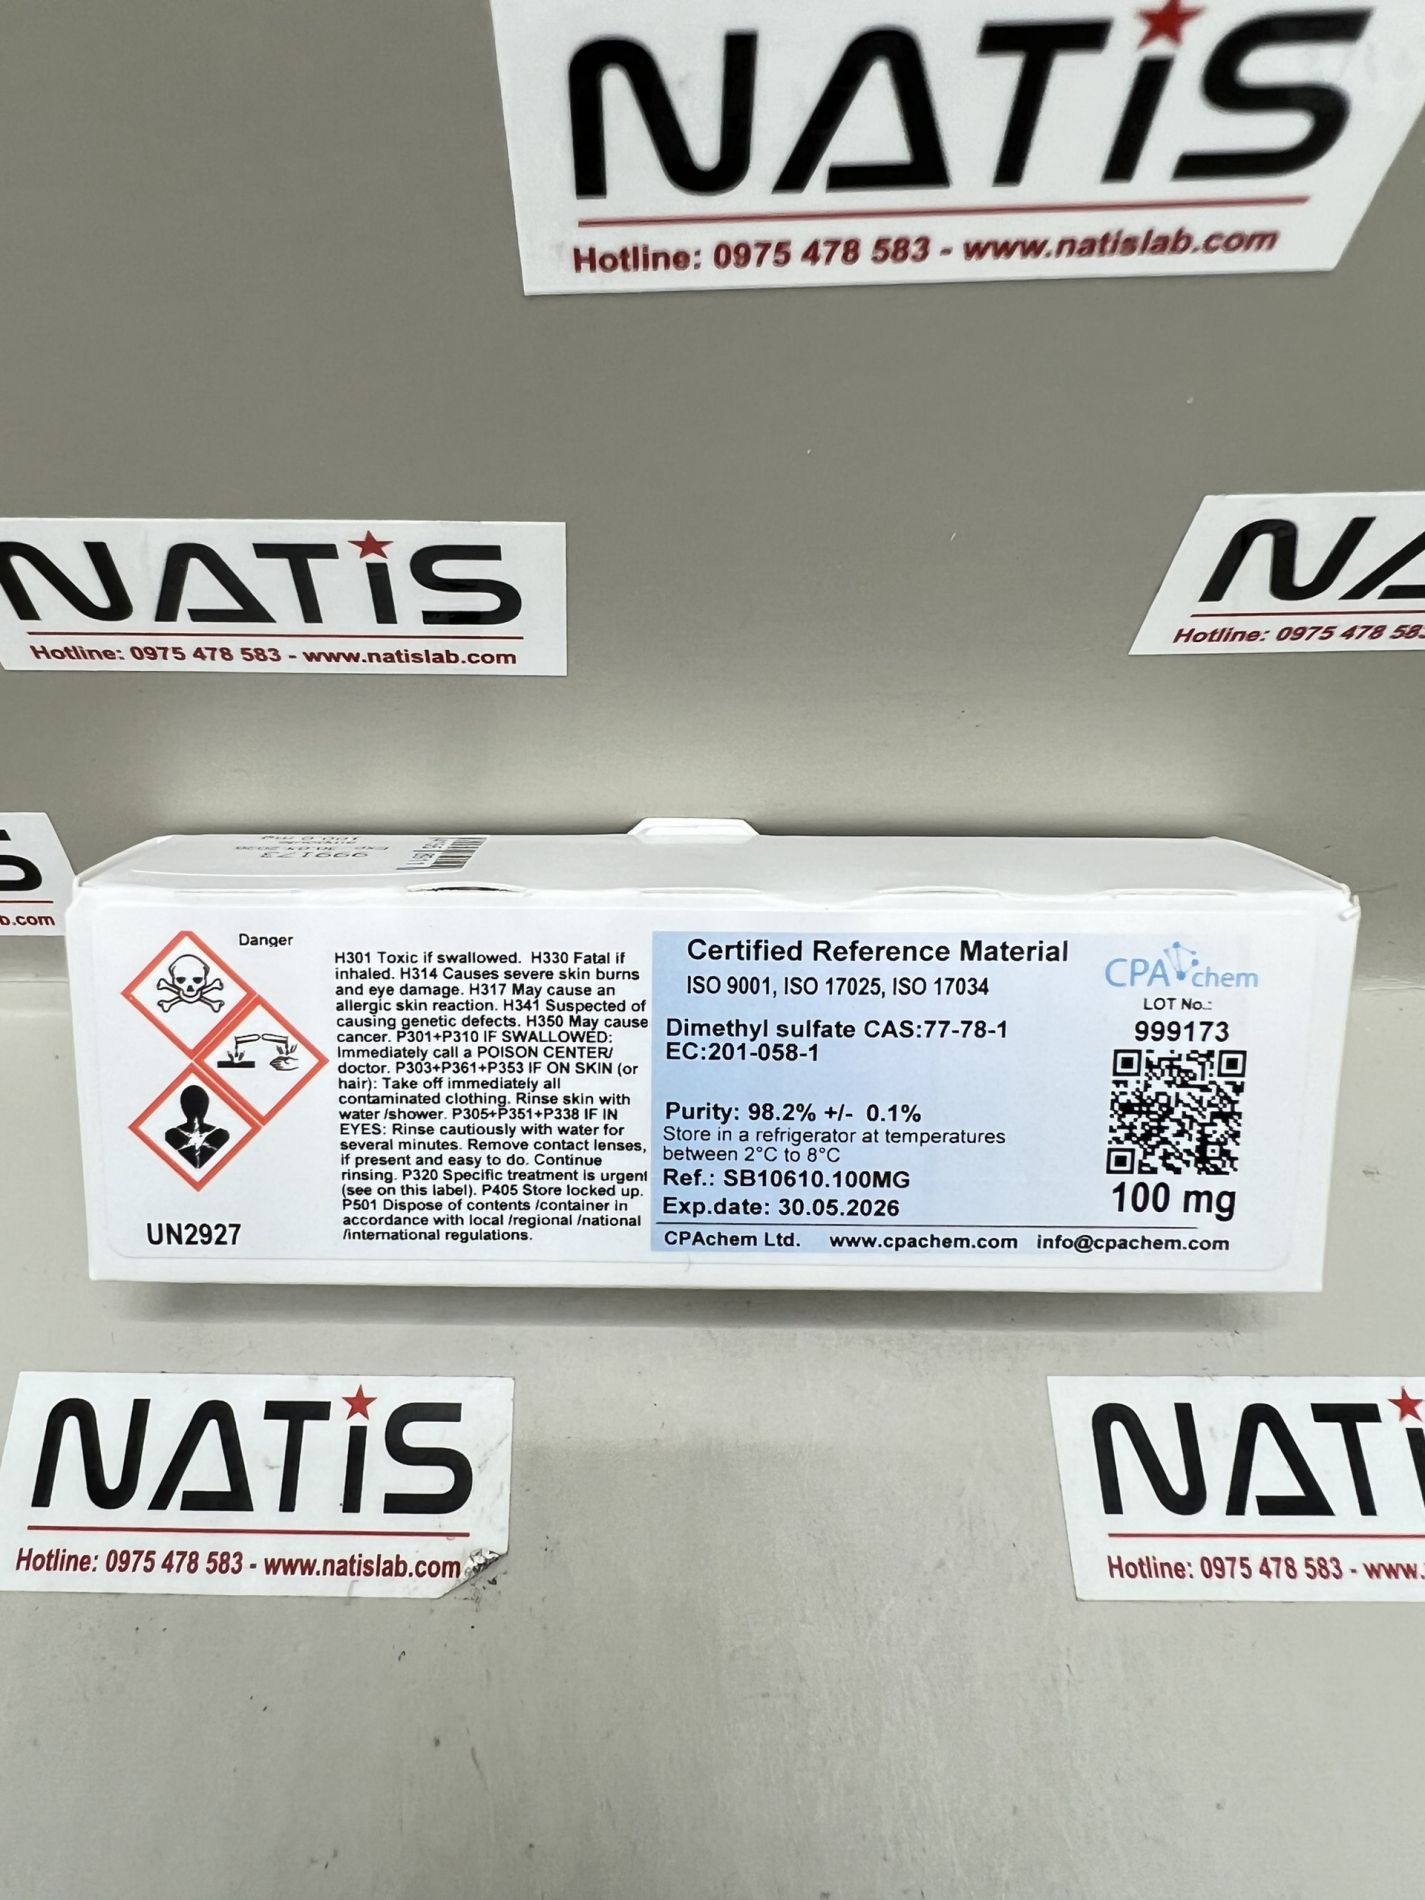 NATiS
Hotline: 0975 478 583 - www.natislab.com
NATiS
Hotline: 0975 478 583 - www.natislab.com
NA
Hotline: 0975 478 58
S
b.com
999173
Danger
H301 Toxic if swallowed. H330 Fatal if
inhaled. H314 Causes severe skin burns
and eye damage. H317 May cause an
allergic skin reaction. H341 Suspected of
causing genetic defects. H350 May cause
cancer. P301+P310 IF SWALLOWED:
Immediately call a POISON CENTER/
doctor. P303+P361+P353 IF ON SKIN (or
hair): Take off immediately all
contaminated clothing. Rinse skin with
water /shower. P305+P351+P338 IF IN
EYES: Rinse cautiously with water for
several minutes. Remove contact lenses,
if present and easy to do. Continue
rinsing. P320 Specific treatment is urgent
(see on this label). P405 Store locked up.
P501 Dispose of contents /container in
accordance with local /regional /national
/international regulations.
UN2927
Certified Reference Material
ISO 9001, ISO 17025, ISO 17034
Dimethyl sulfate CAS:77-78-1
EC:201-058-1
Purity: 98.2% +/- 0.1%
Store in a refrigerator at temperatures
between 2°C to 8°C
Ref.: SB10610.100MG
Exp.date: 30.05.2026
CPAchem Ltd. www.cpachem.com info@cpachem.com
CPAchem
LOT No.:
999173
100 mg
NATiS
Hotline: 0975 478 583 - www.natislab.com
NATi
Hotline: 0975 478 583 - www.